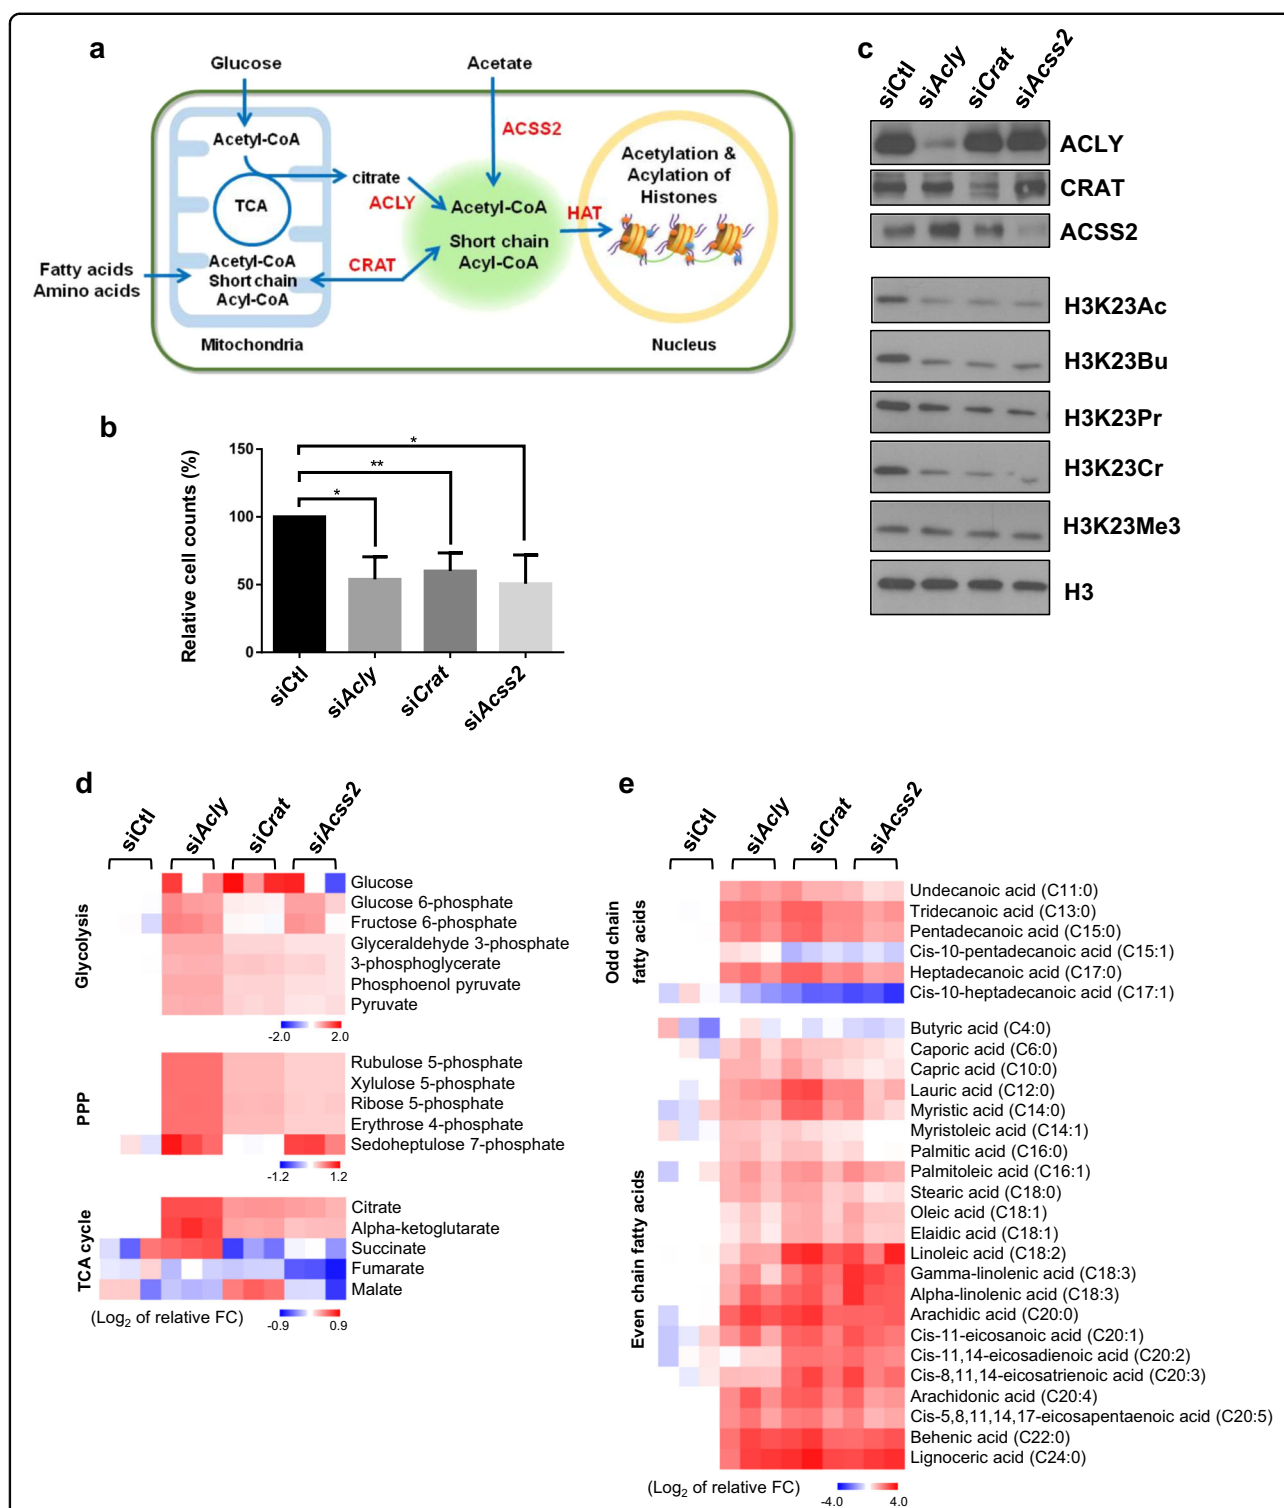 a
Glucose
Acetate
Acetyl-CoA
ACSS2
TCA
citrate
ACLY
Acetyl-CoA
HAT
Acetylation &
Acylation of
Histones
Short chain
Acyl-CoA
CRAT
Fatty acids
Amino acids
Acetyl-CoA
Short chain
Acyl-CoA
Mitochondria
Nucleus
b
Relative cell counts (%)
150
100
50
0
*
**
*
siCtl
siAcly
siCrat
siAcss2
c
siCtl
siAcly
siCrat
siAcss2
ACLY
CRAT
ACSS2
H3K23Ac
H3K23Bu
H3K23Pr
H3K23Cr
H3K23Me3
H3
d
siCtl
siAcly
siCrat
siAcss2
Glycolysis
Glucose
Glucose 6-phosphate
Fructose 6-phosphate
Glyceraldehyde 3-phosphate
3-phosphoglycerate
Phosphoenol pyruvate
Pyruvate
-2.0 2.0
PPP
Rubulose 5-phosphate
Xylulose 5-phosphate
Ribose 5-phosphate
Erythrose 4-phosphate
Sedoheptulose 7-phosphate
-1.2 1.2
TCA cycle
Citrate
Alpha-ketoglutarate
Succinate
Fumarate
Malate
(Log2 of relative FC)
-0.9 0.9
e
siCtl
siAcly
siCrat
siAcss2
Odd chain
fatty acids
Undecanoic acid (C11:0)
Tridecanoic acid (C13:0)
Pentadecanoic acid (C15:0)
Cis-10-pentadecanoic acid (C15:1)
Heptadecanoic acid (C17:0)
Cis-10-heptadecanoic acid (C17:1)
Even chain fatty acids
Butyric acid (C4:0)
Caporic acid (C6:0)
Capric acid (C10:0)
Lauric acid (C12:0)
Myristic acid (C14:0)
Myristoleic acid (C14:1)
Palmitic acid (C16:0)
Palmitoleic acid (C16:1)
Stearic acid (C18:0)
Oleic acid (C18:1)
Elaidic acid (C18:1)
Linoleic acid (C18:2)
Gamma-linolenic acid (C18:3)
Alpha-linolenic acid (C18:3)
Arachidic acid (C20:0)
Cis-11-eicosanoic acid (C20:1)
Cis-11,14-eicosadienoic acid (C20:2)
Cis-8,11,14-eicosatrienoic acid (C20:3)
Arachidonic acid (C20:4)
Cis-5,8,11,14,17-eicosapentaenoic acid (C20:5)
Behenic acid (C22:0)
Lignoceric acid (C24:0)
(Log2 of relative FC)
-4.0 4.0